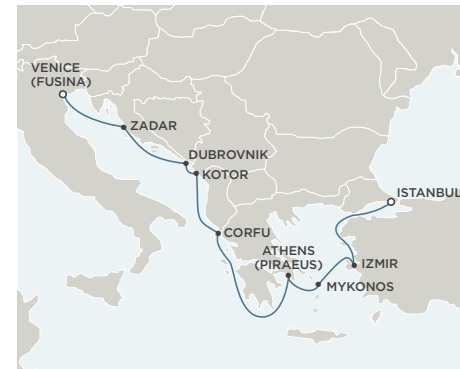 VENICE
(FUSINA)
ZADAR
DUBROVNIK
KOTOR
ISTANBUL
CORFU
ATHENS
(PIRAEUS)
IZMIR
MYKONOS